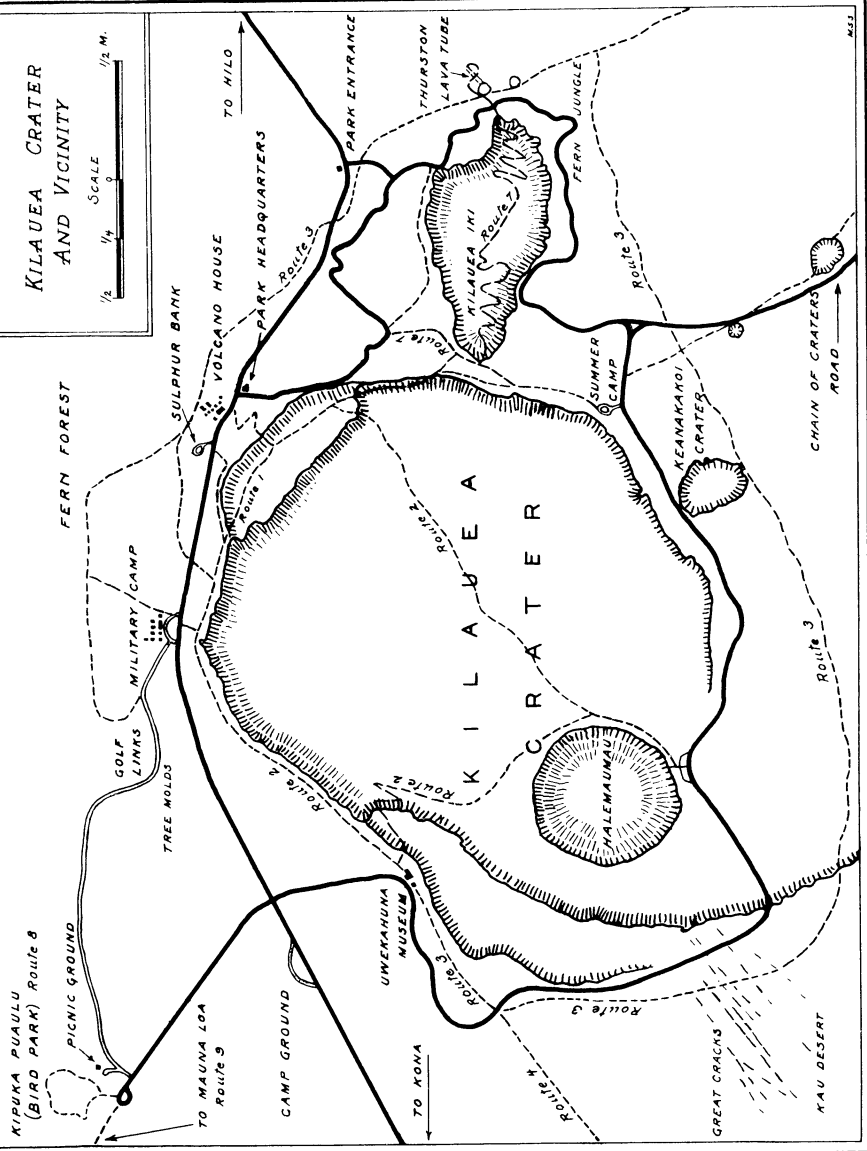 KILAUEA CRATER
AND VICINITY
SCALE
1/2 1/4 0 1/2 M.
TO HILO
PARK ENTRANCE
THURSTON
LAVA TUBE
FERN JUNGLE
PARK HEADQUARTERS
VOLCANO HOUSE
SULPHUR BANK
FERN FOREST
MILITARY CAMP
GOLF
LINKS
TREE MOLDS
KIPUKA PUAULU
(BIRD PARK) Route 8
PICNIC GROUND
TO MAUNA LOA
Route 9
CAMP GROUND
TO KONA
UWEKAHUNA
MUSEUM
Route 3
Route 7
KILAUEA IKI
Route 7
Route 1
Route 2
Route 2
Route 2
KILAUEA
CRATER
HALEMAUMAU
SUMMER
CAMP
KEANAKAKOI
CRATER
CHAIN OF CRATERS
ROAD
Route 3
Route 3
Route 3
Route 3
Route 4
GREAT CRACKS
KAU DESERT
M.S.J.